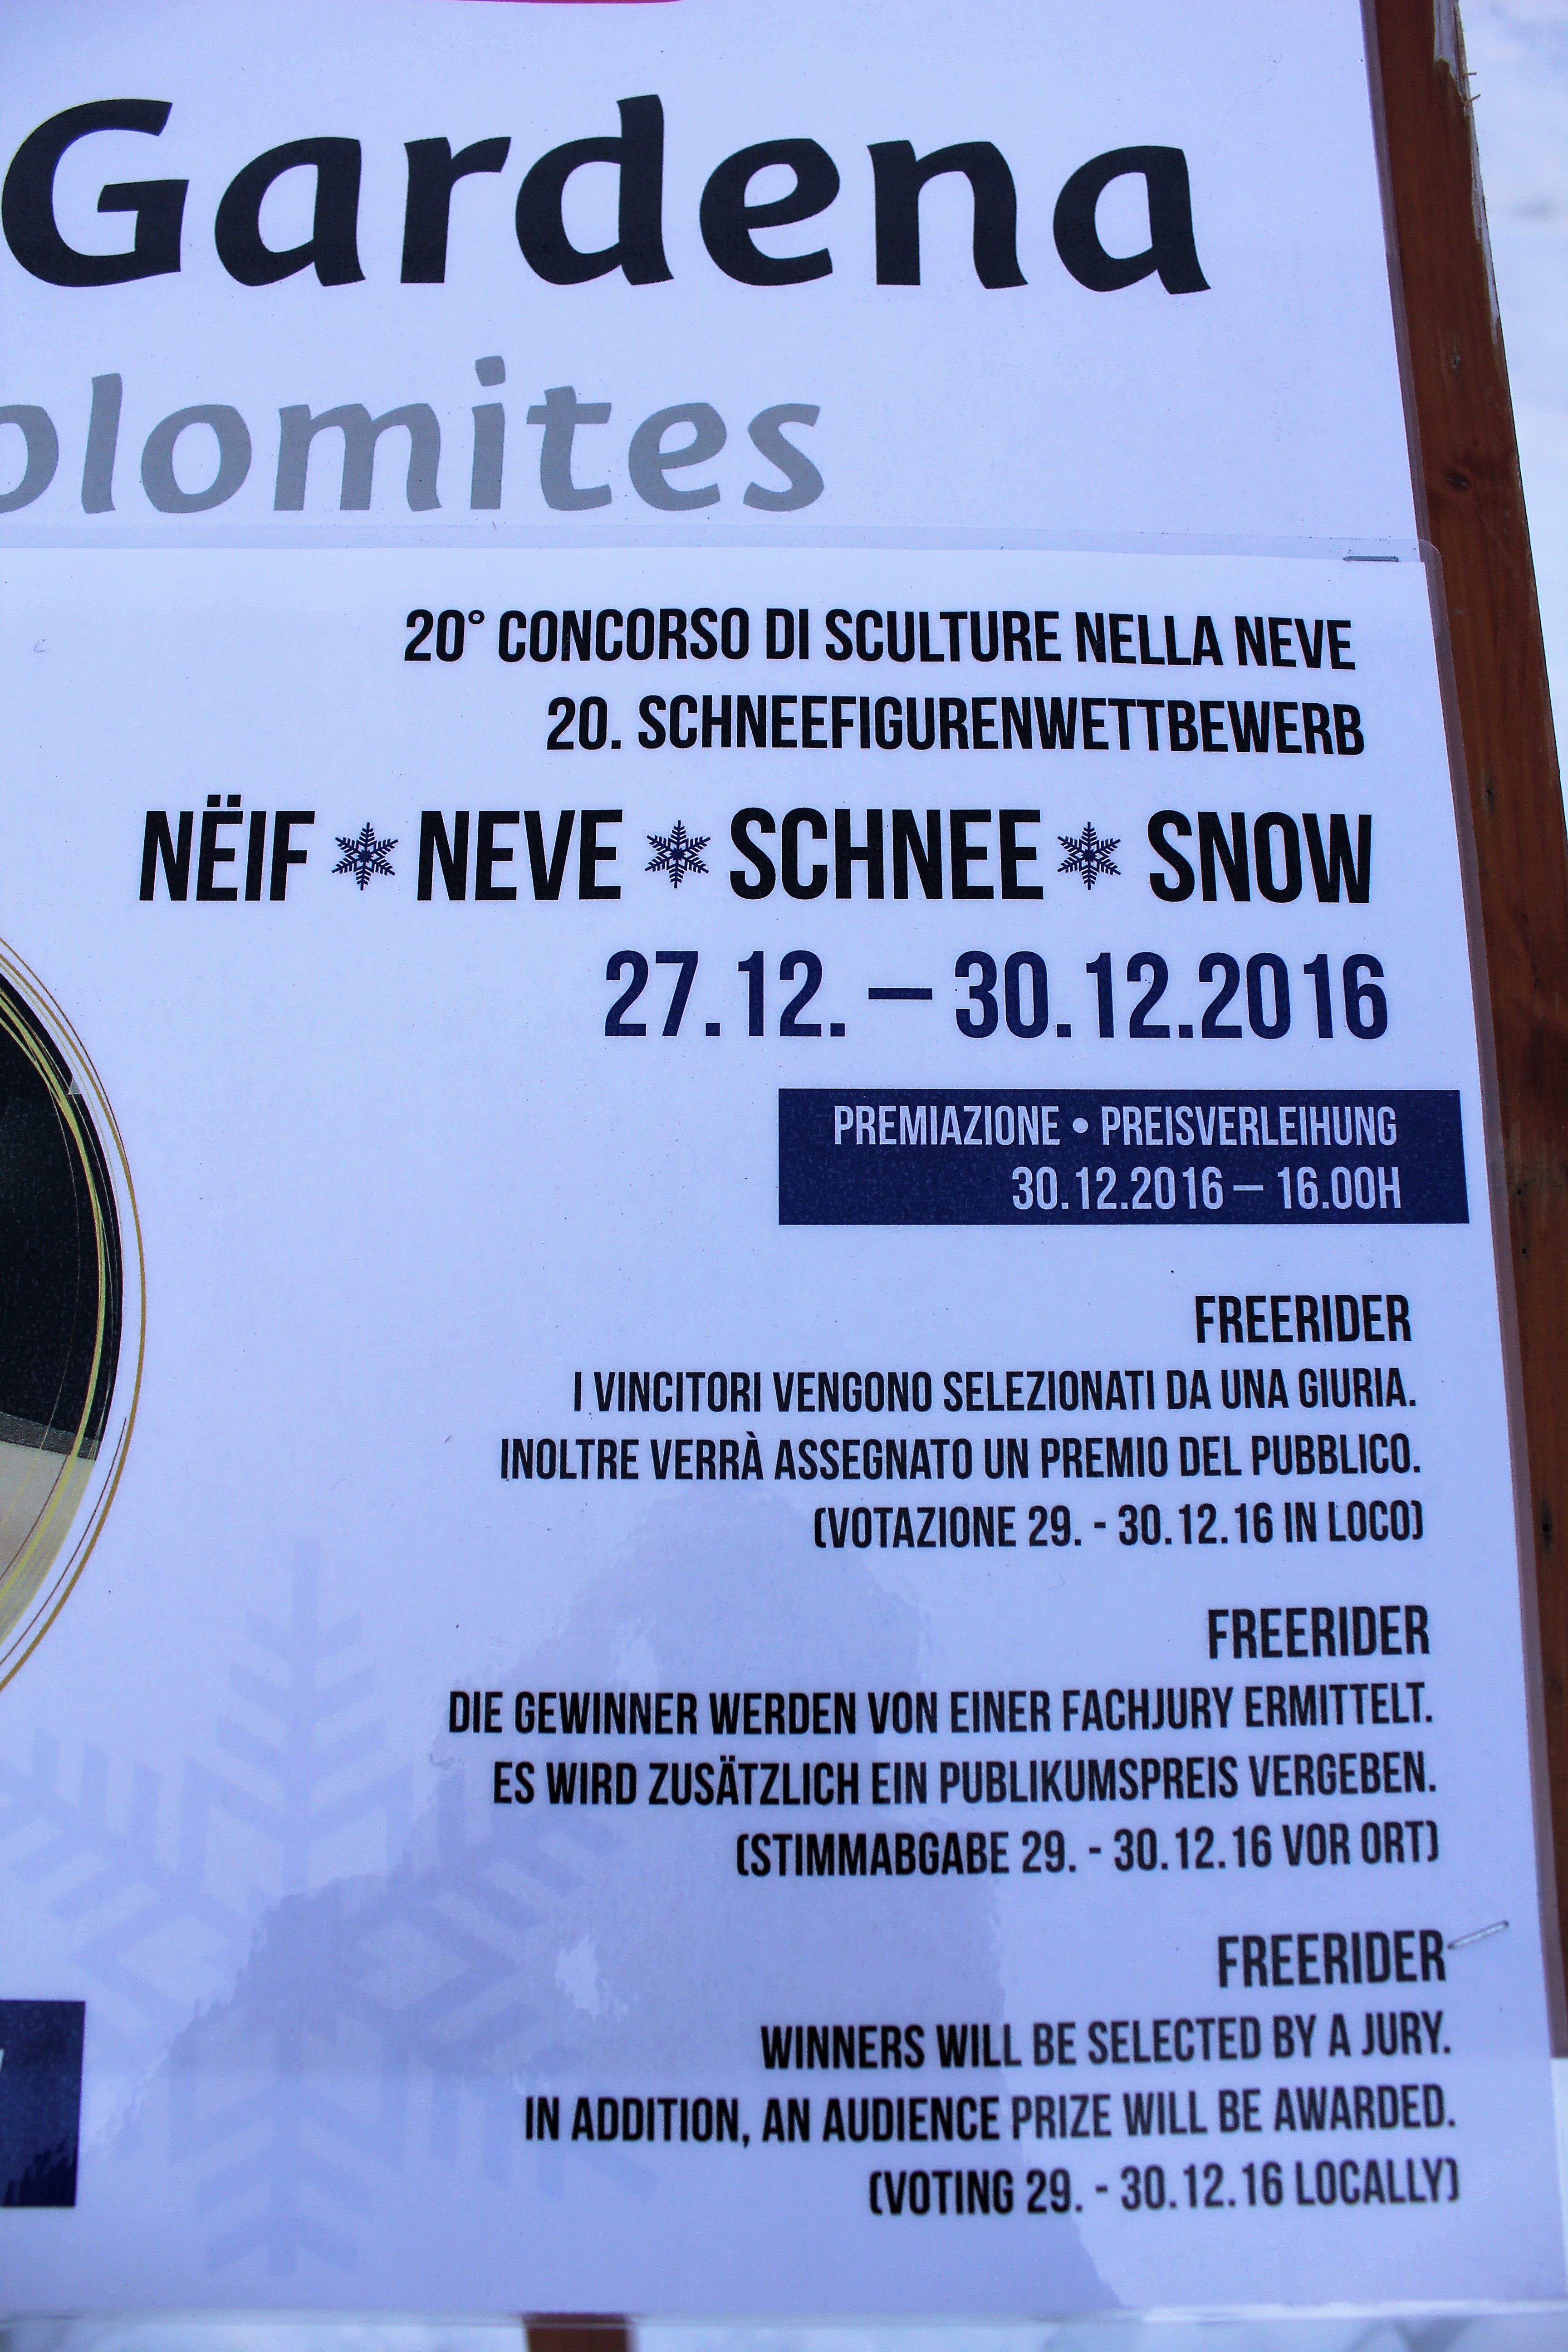 Gardena
olomites
20° CONCORSO DI SCULTURE NELLA NEVE
20. SCHNEEFIGURENWETTBEWERB
NËIF * NEVE * SCHNEE * SNOW
27.12. – 30.12.2016
PREMIAZIONE • PREISVERLEIHUNG
30.12.2016 – 16.00H
FREERIDER
I VINCITORI VENGONO SELEZIONATI DA UNA GIURIA.
INOLTRE VERRÀ ASSEGNATO UN PREMIO DEL PUBBLICO.
(VOTAZIONE 29. - 30.12.16 IN LOCO)
FREERIDER
DIE GEWINNER WERDEN VON EINER FACHJURY ERMITTELT.
ES WIRD ZUSÄTZLICH EIN PUBLIKUMSPREIS VERGEBEN.
(STIMMABGABE 29. - 30.12.16 VOR ORT)
FREERIDER
WINNERS WILL BE SELECTED BY A JURY.
IN ADDITION, AN AUDIENCE PRIZE WILL BE AWARDED.
(VOTING 29. - 30.12.16 LOCALLY)